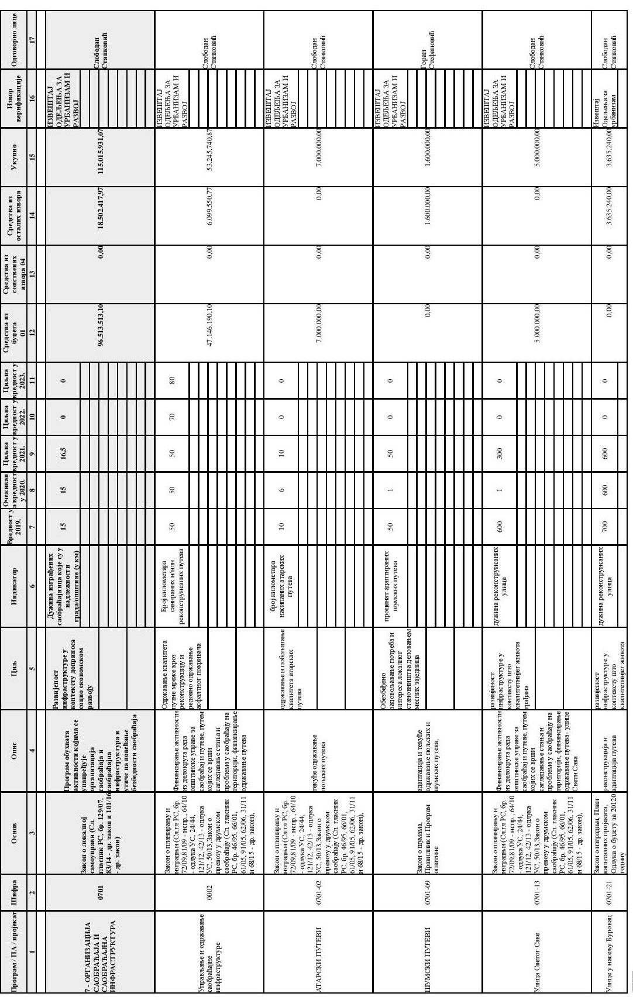 Програм / ПА / пројекат
Шифра
Основ
Опис
Циљ
Индикатор
Вредност у
2019.
Очекиван
а вредност
у 2020.
Циљна
вредност у
2021.
Циљна
вредност у
2022.
Циљна
вредност у
2023.
Средства из
буџета
01
Средства из
сопствених
извора 04
Средства из
осталих извора
Укупно
Извор
верификације
Одговорно лице
1
2
3
4
5
6
7
8
9
10
11
12
13
14
15
16
17
7 - ОРГАНИЗАЦИЈА
САОБРАЋАЈА И
САОБРАЋАЈНА
ИНФРАСТРУКТУРА
0701
Закон о локалној
самоуправи (Сл.
гласник РС, бр. 129/07,
83/14 - др. закон и 101/16
- др. закон)
Програм обухвата
активности којима се
унапређује
организација
саобраћаја и
саобраћајна
инфраструктура и
утиче на повећање
безбедности саобраћаја
Развијеност
инфраструктуре у
контексту доприноса
социо економском
развоју
Дужина изграђених
саобраћајница које су у
надлежности
града/општине (у км)
15
15
16,5
0
0
96.513.513,10
0,00
18.502.417,97
115.015.931,07
ИЗВЕШТАЈ
ОДЕЉЕЊА ЗА
УРБАНИЗАМ И
РАЗВОЈ
Слободан
Станковић
Управљање и одржавање
саобраћајне
инфраструктуре
0002
Закон о планирању и
изградњи (Сл.гл РС, бр.
72/09,81/09 - испр., 64/10
- одлука УС, 24/44,
121/12, 42/13 - одлука
УС, 50/13,Закон о
превозу у друмском
саобраћају (Сл. гласник
РС, бр. 46/95, 66/01,
61/05, 91/05, 62/06, 31/11
и 68/15 - др. закон),
Финансирање активности
из делокруга рада
општинске управе за
саобраћај и путеве, путем
којих се врши
сагледавање стања и
проблема у саобраћају на
територији, финансирање
одржавање путева
Одржавање квалитета
путне мреже кроз
реконструкцију и
редовно одржавање
асфалтног покривача
Број километара
санираних и/или
реконструисаних путева
50
50
50
70
80
47.146.190,10
0,00
6.099.550,77
53.245.740,87
ИЗВЕШТАЈ
ОДЕЉЕЊА ЗА
УРБАНИЗАМ И
РАЗВОЈ
Слободан
Станковић
АТАРСКИ ПУТЕВИ
0701-02
Закон о планирању и
изградњи (Сл.гл РС, бр.
72/09,81/09 - испр., 64/10
- одлука УС, 24/44,
121/12, 42/13 - одлука
УС, 50/13,Закон о
превозу у друмском
саобраћају (Сл. гласник
РС, бр. 46/95, 66/01,
61/05, 91/05, 62/06, 31/11
и 68/15 - др. закон),
текуће одржавање
пољских путева
одржавање и побољшање
квалитета атарских
путева
број километара
насипаних атарских
путева
10
6
10
0
0
7.000.000,00
0,00
0,00
7.000.000,00
ИЗВЕШТАЈ
ОДЕЉЕЊА ЗА
УРБАНИЗАМ И
РАЗВОЈ
Слободан
Станковић
ШУМСКИ ПУТЕВИ
0701-09
Закон о шумама,
Правилник и Програм
општине
адаптација и текуће
одржавање пољских и
шумских путева,
Обезбеђено
задовољавање потреба и
интереса локалног
становништва деловањем
месних заједница
проценат адаптираних
шумских путева
50
1
50
0
0
0,00
0,00
1.600.000,00
1.600.000,00
ИЗВЕШТАЈ
ОДЕЉЕЊА ЗА
УРБАНИЗАМ И
РАЗВОЈ
Горан
Стефановић
Улица Светог Саве
0701-13
Закон о планирању и
изградњи (Сл.гл РС, бр.
72/09,81/09 - испр., 64/10
- одлука УС, 24/44,
121/12, 42/13 - одлука
УС, 50/13,Закон о
превозу у друмском
саобраћају (Сл. гласник
РС, бр. 46/95, 66/01,
61/05, 91/05, 62/06, 31/11
и 68/15 - др. закон),
Финансирање активности
из делокруга рада
општинске управе за
саобраћај и путеве, путем
којих се врши
сагледавање стања и
проблема у саобраћају на
територији, финансирање
одржавање путева- улице
Свети Сава
развијеност
инфраструктуре у
контексту што
квалитетнијег живота
грађана
дужина реконструисаних
улица
600
1
300
0
0
5.000.000,00
0,00
0,00
5.000.000,00
ИЗВЕШТАЈ
ОДЕЉЕЊА ЗА
УРБАНИЗАМ И
РАЗВОЈ
Слободан
Станковић
Улице у насељу Буровац
0701-21
Закон о изградњи, План
капиталних пројеката,
Одлука о буџету за 20120
годину
реконструкција и
адаптација путева
развијеност
инфраструктуре у
контексту што
квалитетнијег живота
дужина реконструисаних
улица
700
600
600
0
0
0,00
0,00
3.635.240,00
3.635.240,00
Извештај
Одељења за
урбанизам
Слободан
Станковић